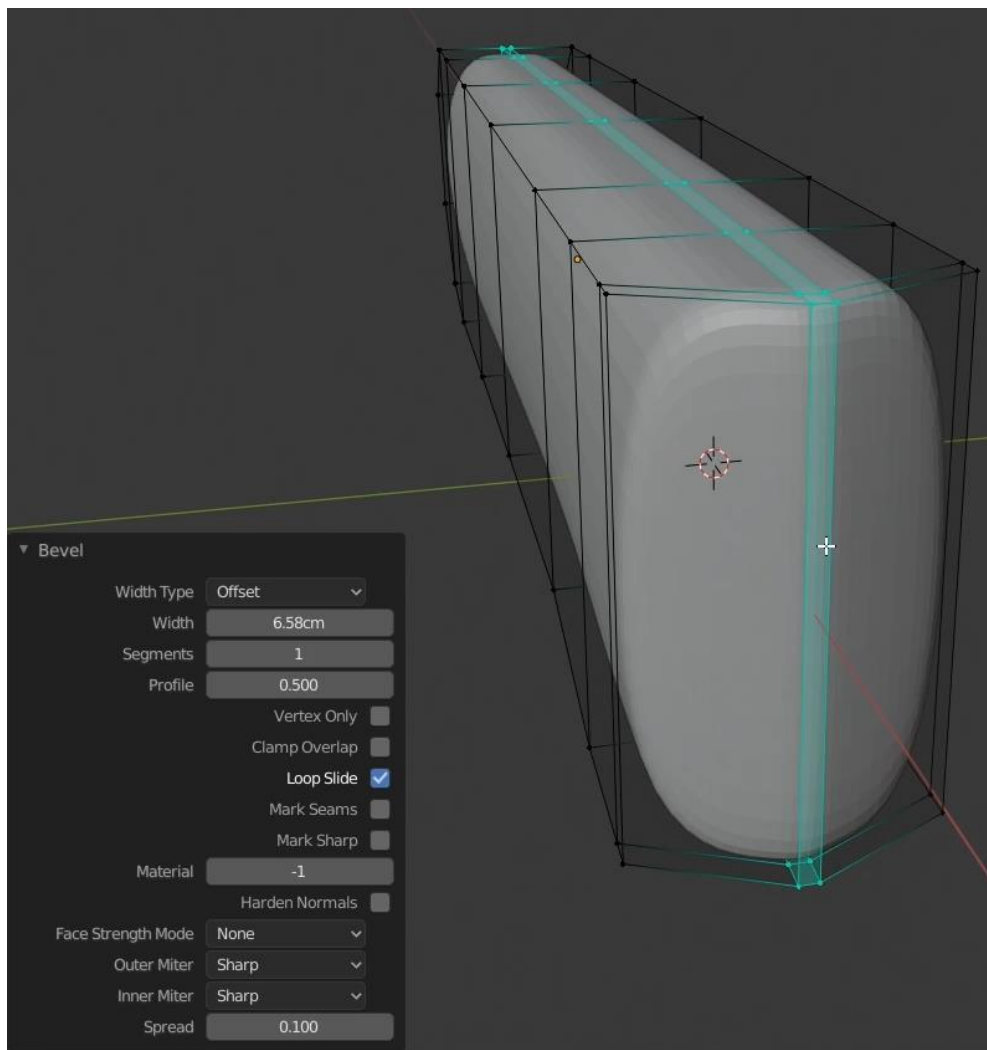 Bevel
Width Type Offset
Width 6.58cm
Segments 1
Profile 0.500
Vertex Only
Clamp Overlap
Loop Slide
Mark Seams
Mark Sharp
Material -1
Harden Normals
Face Strength Mode None
Outer Miter Sharp
Inner Miter Sharp
Spread 0.100